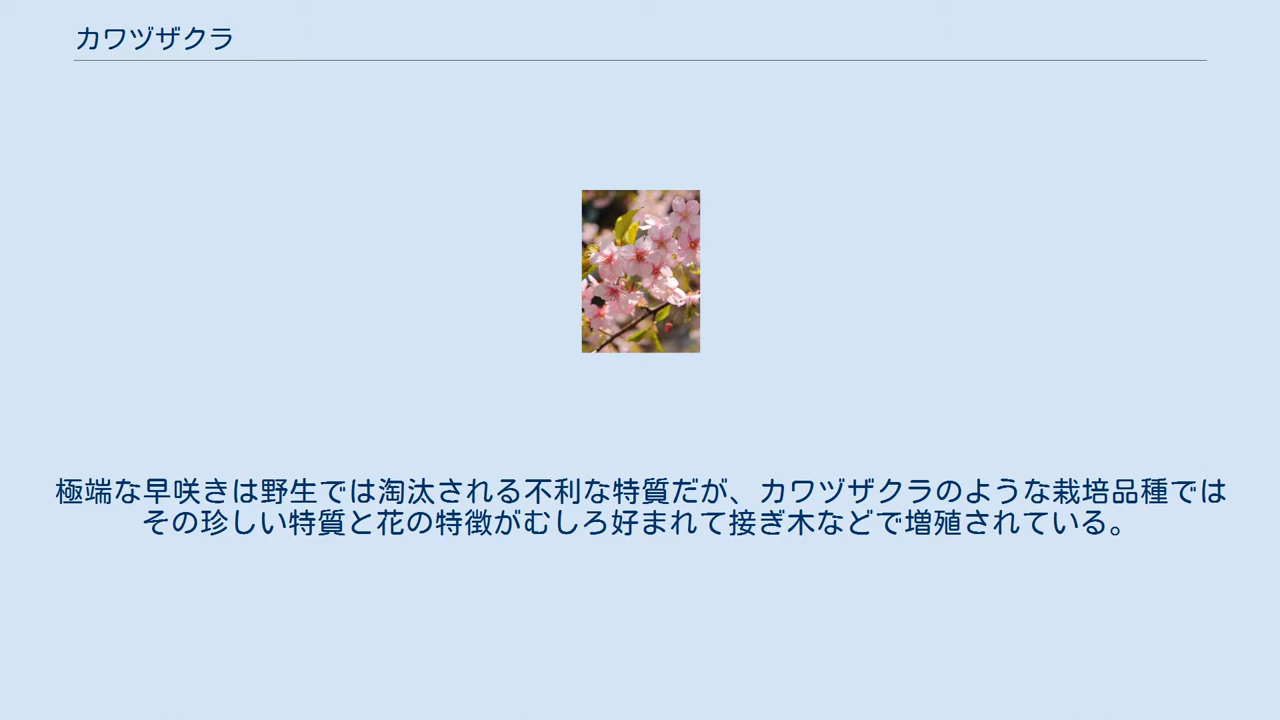 カワヅザクラ
極端な早咲きは野生では淘汰される不利な特質だが、カワヅザクラのような栽培品種では
その珍しい特質と花の特徴がむしろ好まれて接ぎ木などで増殖されている。